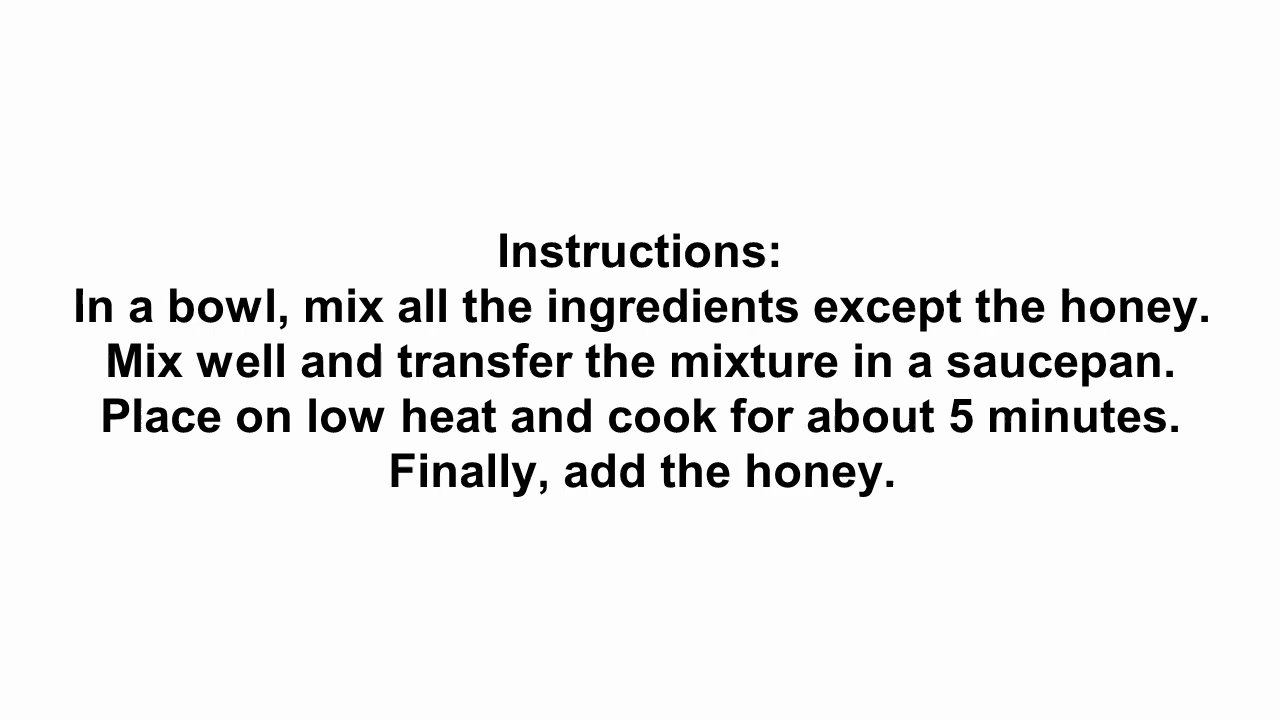 Instructions:
In a bowl, mix all the ingredients except the honey.
Mix well and transfer the mixture in a saucepan.
Place on low heat and cook for about 5 minutes.
Finally, add the honey.